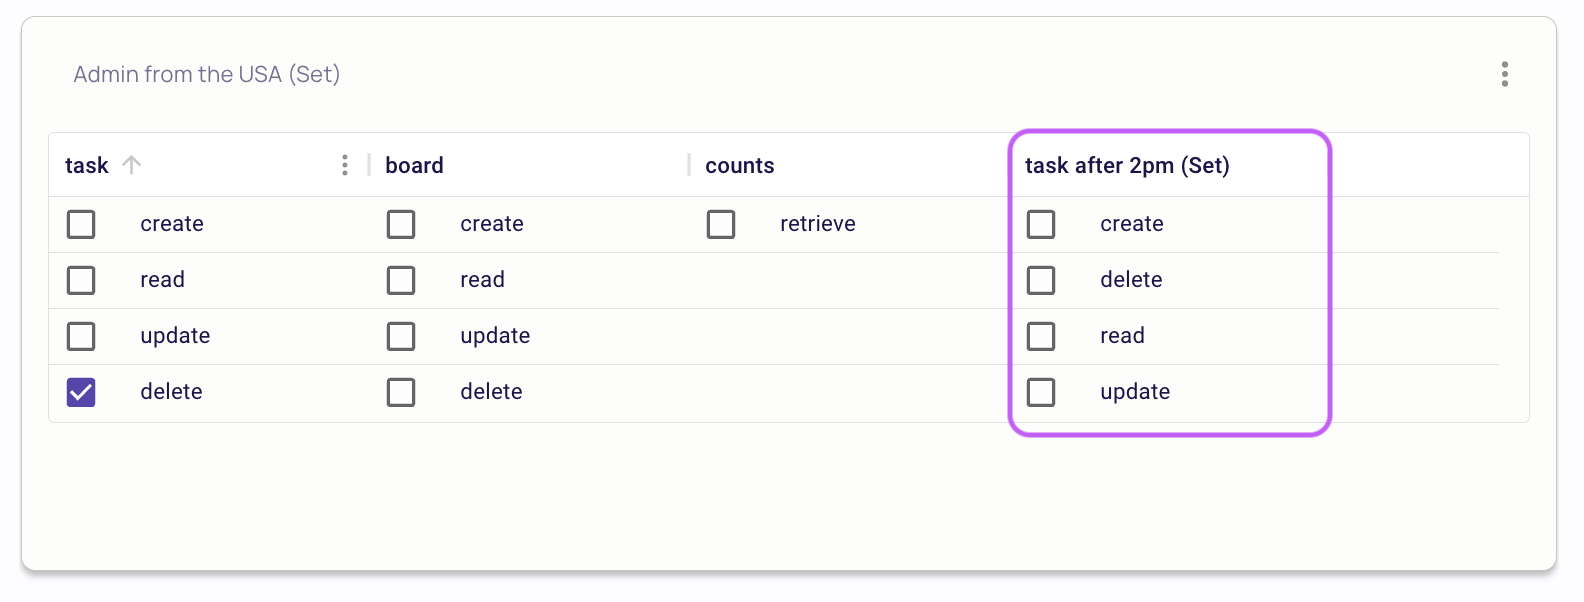 Admin from the USA (Set)
task board counts task after 2pm (Set)
create create retrieve create
read read delete
update update read
delete delete update